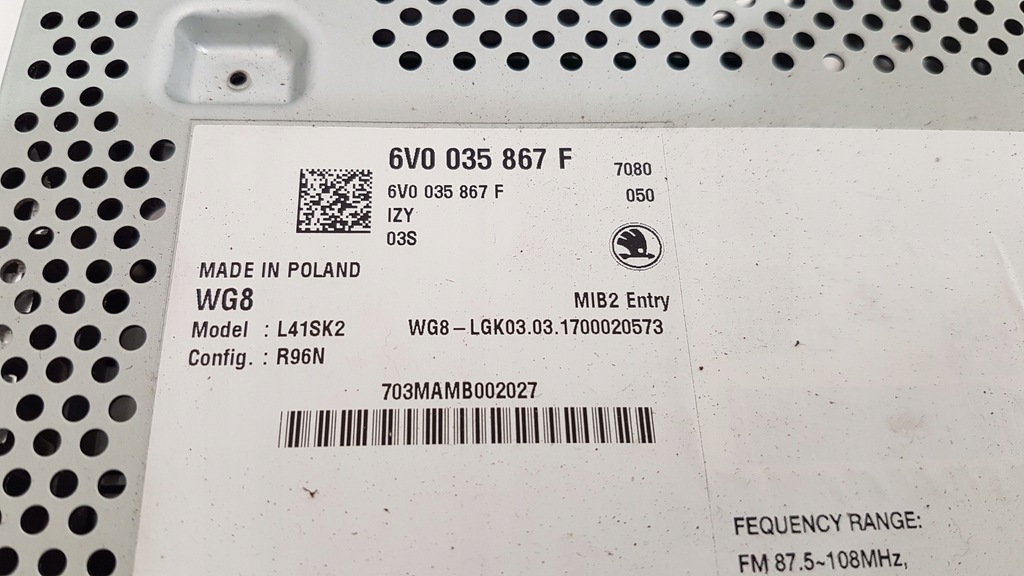 6V0 035 867 F
7080
6V0 035 867 F
050
IZY
03S
MADE IN POLAND
WG8
MIB2 Entry
Model : L41SK2
WG8-LGK03.03.1700020573
Config. : R96N
703MAMB002027
FEQUENCY RANGE:
FM 87.5~108MHz,